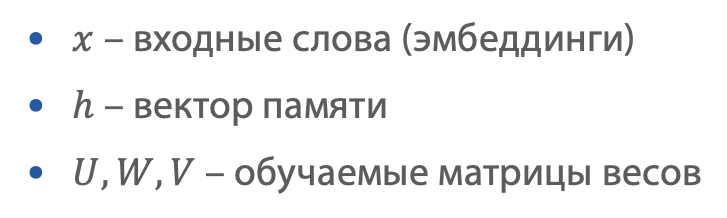 • x – входные слова (эмбеддинги)
• h – вектор памяти
• U, W, V – обучаемые матрицы весов